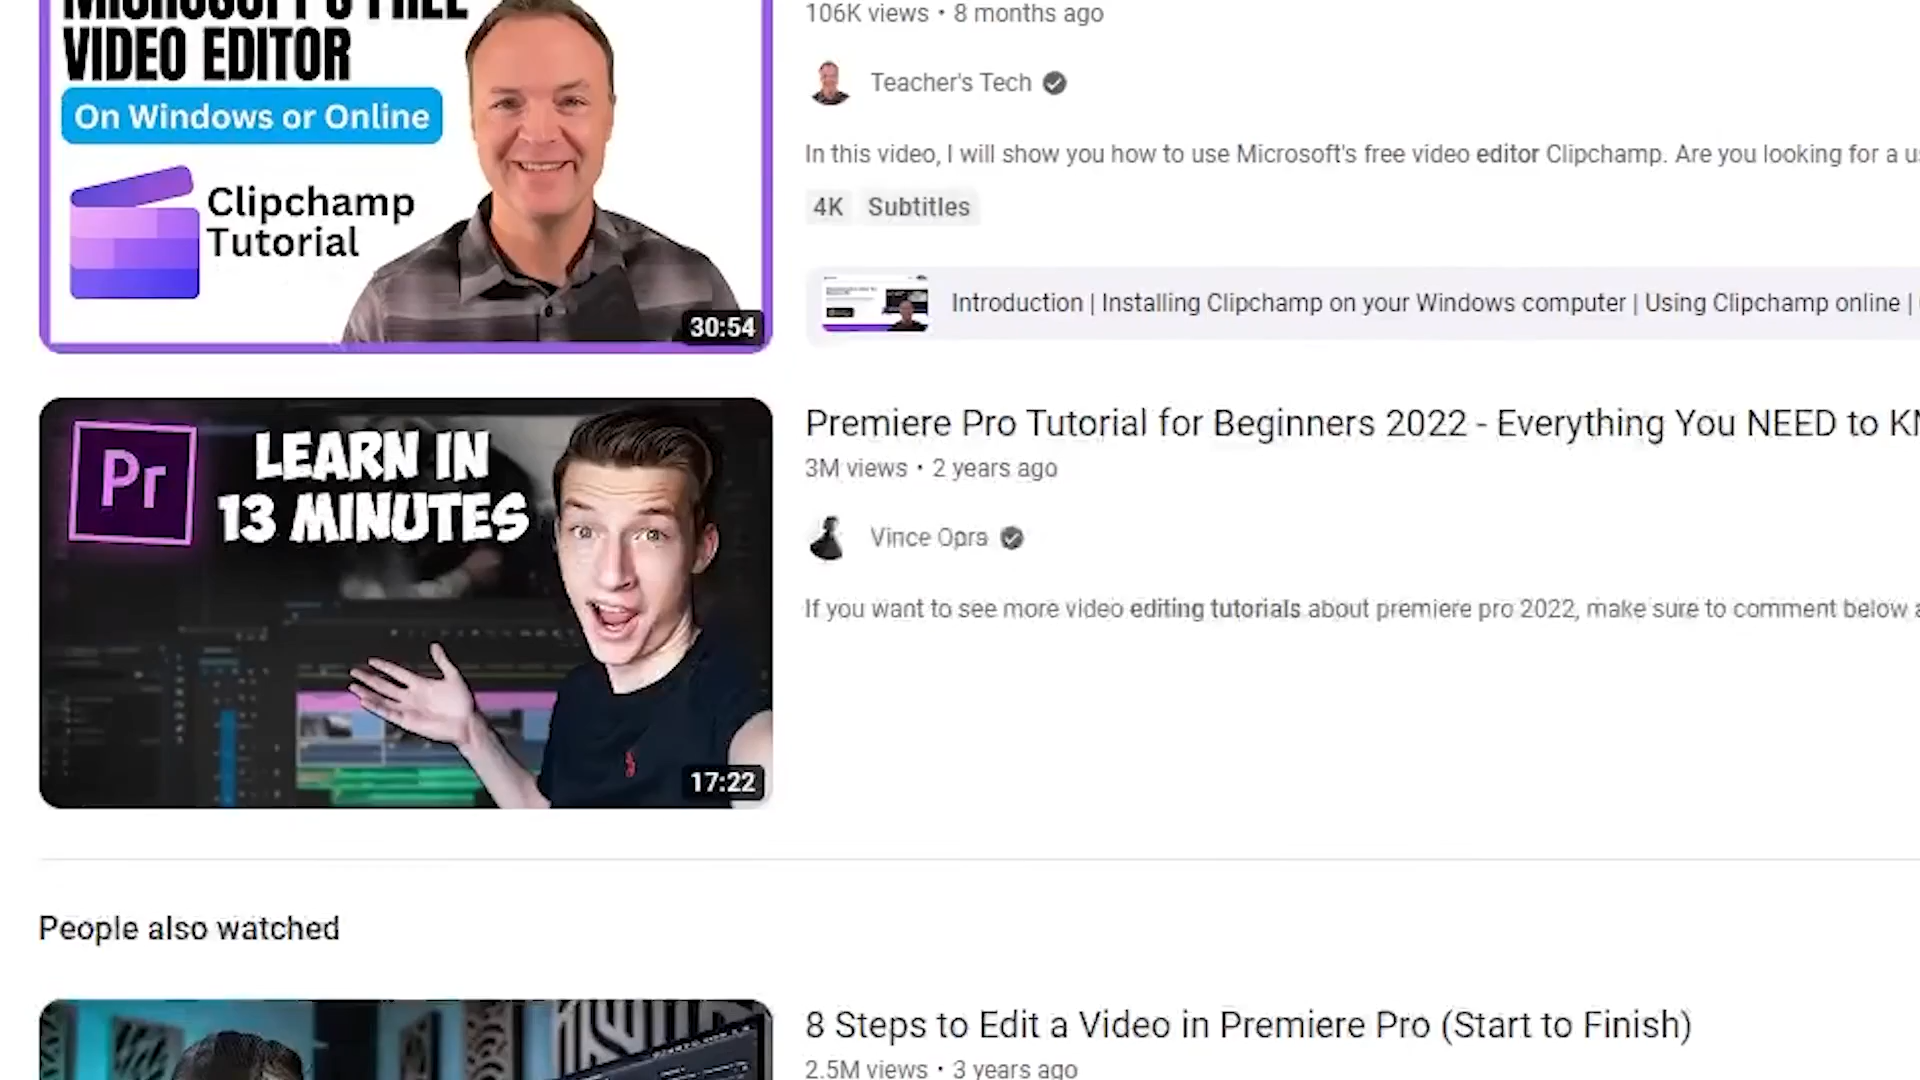 VIDEO EDITOR
On Windows or Online
Clipchamp
Tutorial
30:54
106K views • 8 months ago
Teacher's Tech
In this video, I will show you how to use Microsoft's free video editor Clipchamp. Are you looking for a
4K Subtitles
Introduction | Installing Clipchamp on your Windows computer | Using Clipchamp online |
Pr
LEARN IN
13 MINUTES
17:22
Premiere Pro Tutorial for Beginners 2022 - Everything You NEED to
3M views • 2 years ago
Vince Opra
If you want to see more video editing tutorials about premiere pro 2022, make sure to comment below
People also watched
8 Steps to Edit a Video in Premiere Pro (Start to Finish)
2.5M views • 3 years ago